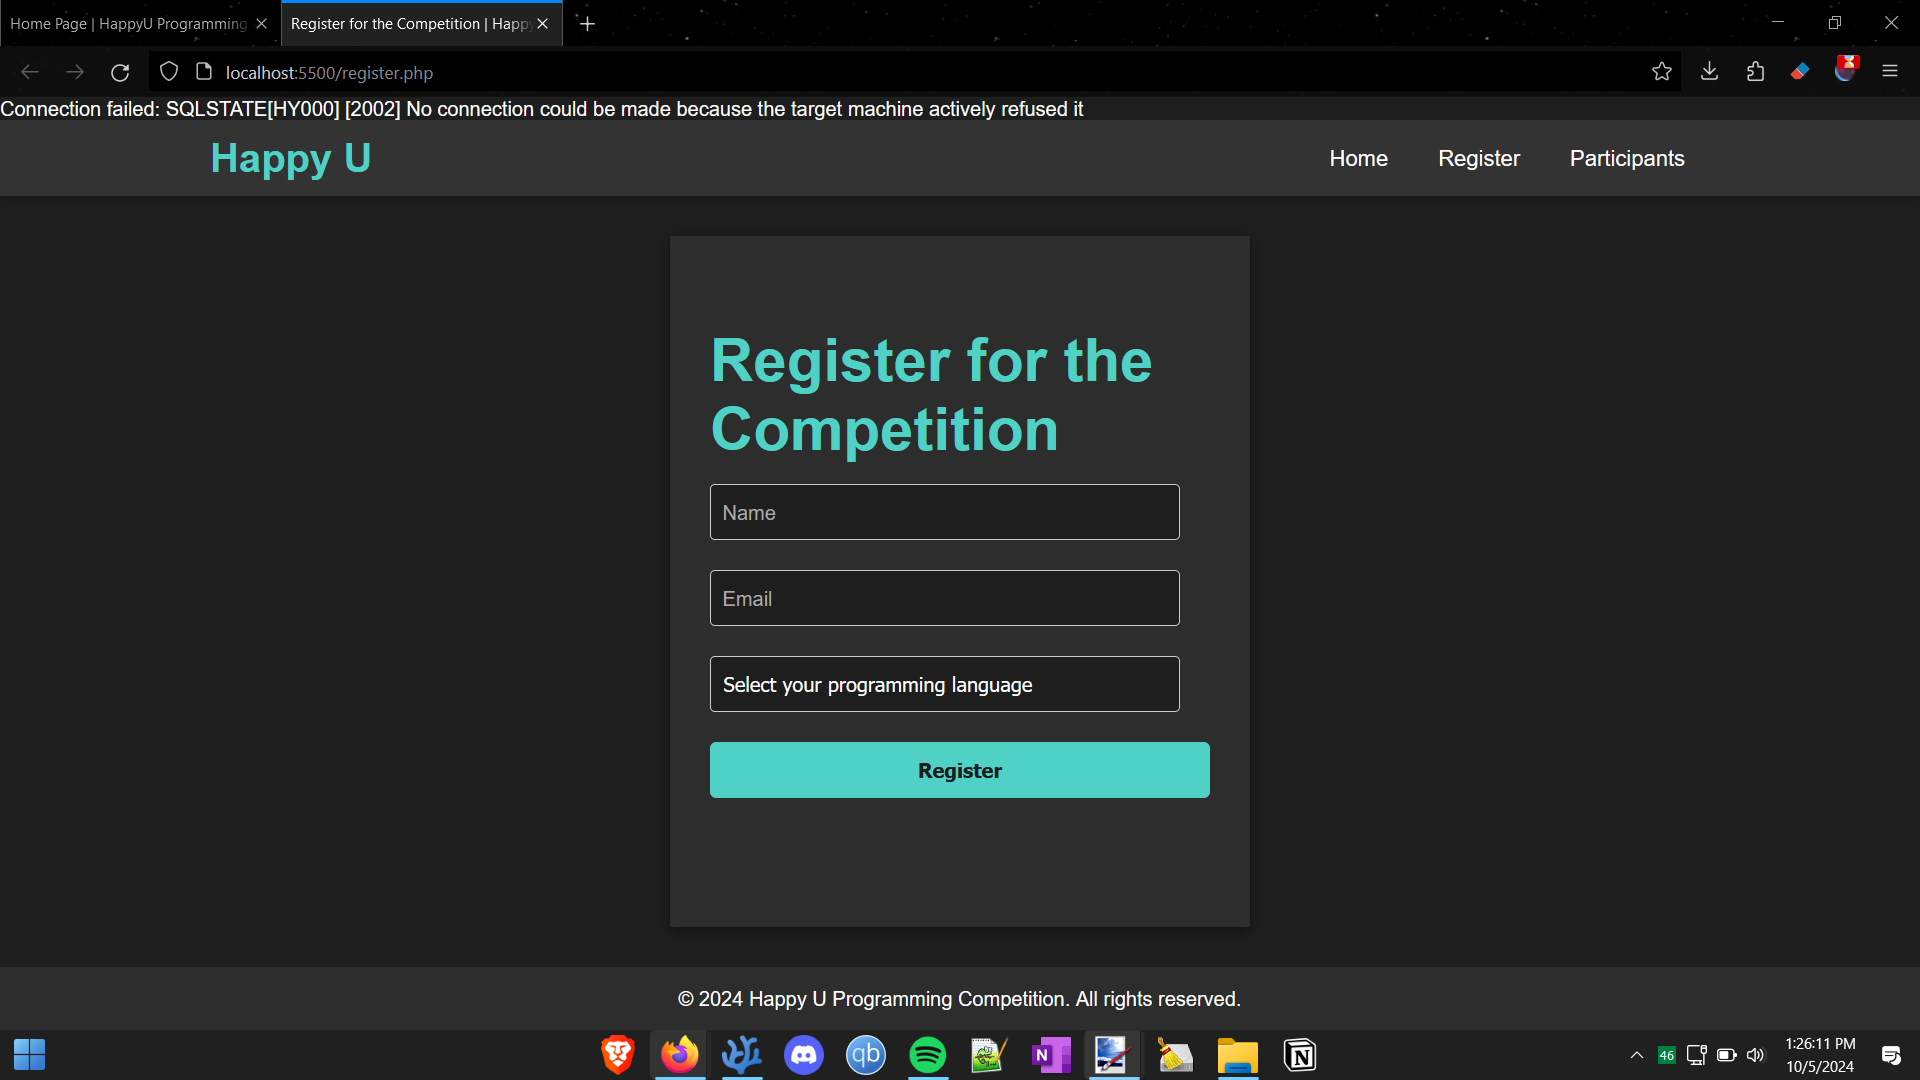 Home Page | HappyU Programming
Register for the Competition | Happy
localhost:5500/register.php
Connection failed: SQLSTATE[HY000] [2002] No connection could be made because the target machine actively refused it
Happy U
Home
Register
Participants
Register for the
Competition
Name
Email
Select your programming language
Register
© 2024 Happy U Programming Competition. All rights reserved.
qb
N
N
46
1:26:11 PM
10/5/2024